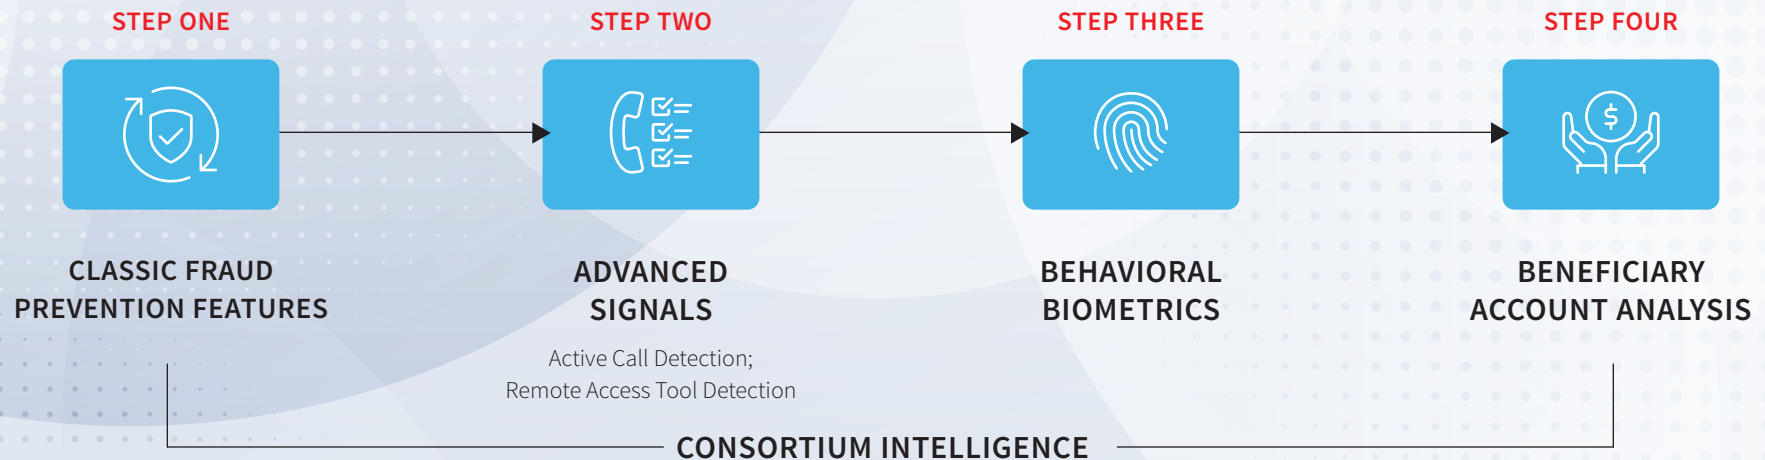 STEP ONE
STEP TWO
STEP THREE
STEP FOUR
$
CLASSIC FRAUD
PREVENTION FEATURES
ADVANCED
SIGNALS
Active Call Detection;
Remote Access Tool Detection
BEHAVIORAL
BIOMETRICS
BENEFICIARY
ACCOUNT ANALYSIS
CONSORTIUM INTELLIGENCE